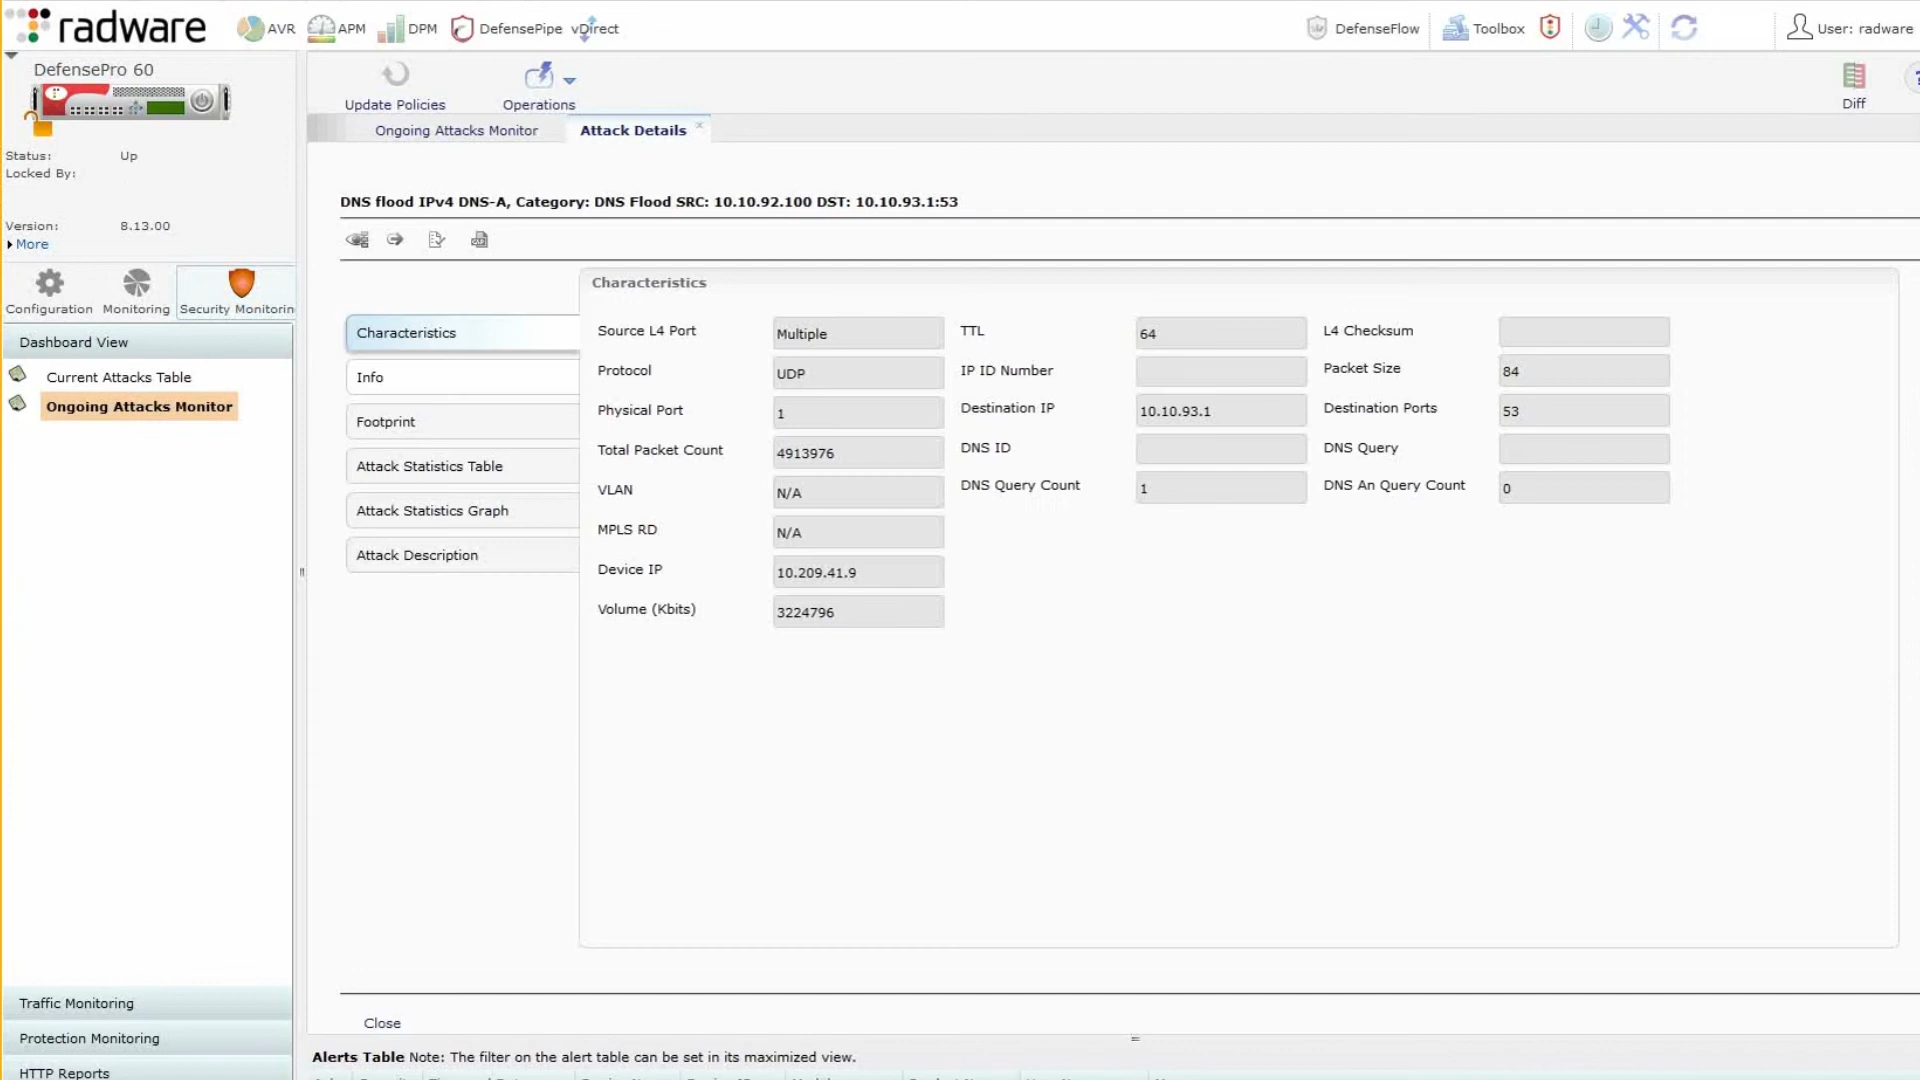 radware AVR APM DPM DefensePipe vDirect DefenseFlow Toolbox User: radware
DefensePro 60
Status: Up
Locked By:
Version: 8.13.00
More
Configuration Monitoring Security Monitorin
Dashboard View
Current Attacks Table
Ongoing Attacks Monitor
Traffic Monitoring
Protection Monitoring
HTTP Reports
Update Policies Operations Diff
Ongoing Attacks Monitor Attack Details
DNS flood IPv4 DNS-A, Category: DNS Flood SRC: 10.10.92.100 DST: 10.10.93.1:53
Characteristics
Info
Footprint
Attack Statistics Table
Attack Statistics Graph
Attack Description
Characteristics
Source L4 Port Multiple TTL 64 L4 Checksum
Protocol UDP IP ID Number Packet Size 84
Physical Port 1 Destination IP 10.10.93.1 Destination Ports 53
Total Packet Count 4913976 DNS ID DNS Query
VLAN N/A DNS Query Count 1 DNS An Query Count 0
MPLS RD N/A
Device IP 10.209.41.9
Volume (Kbits) 3224796
Close
Alerts Table Note: The filter on the alert table can be set in its maximized view.